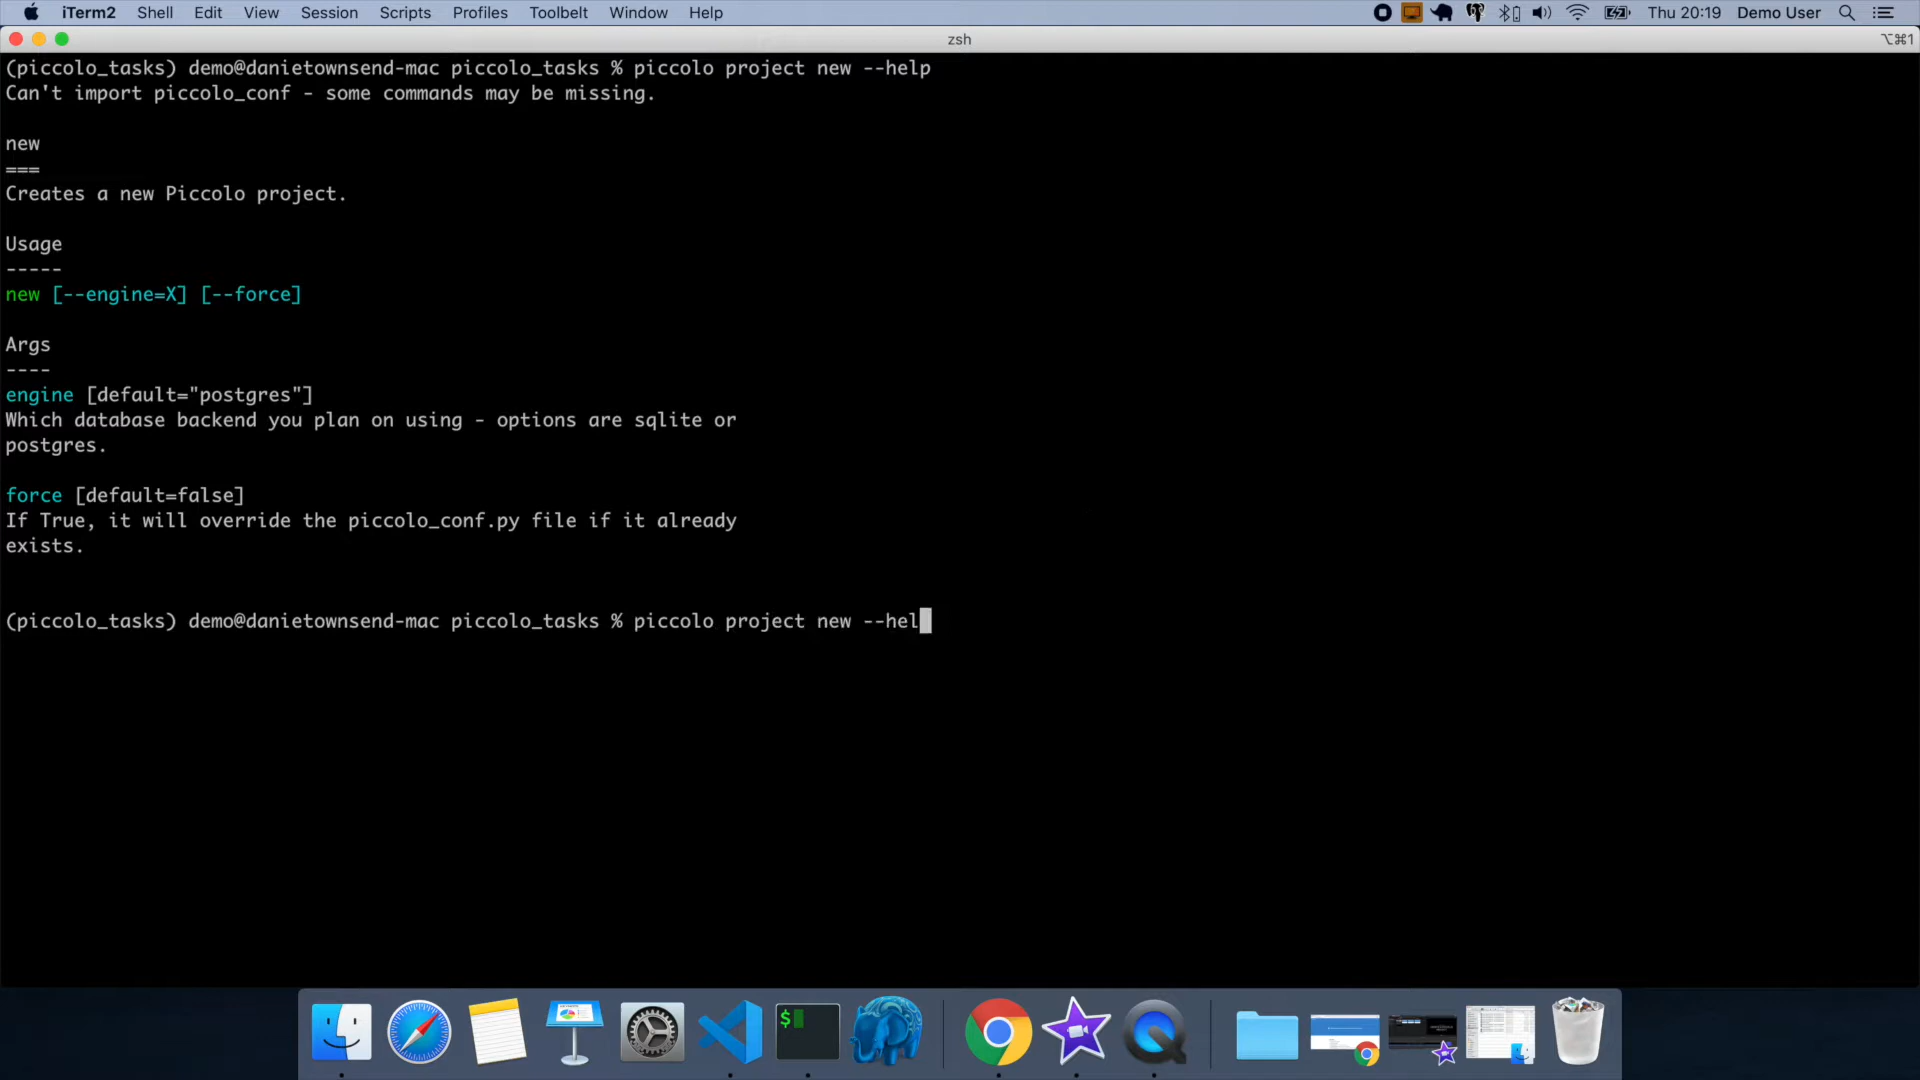 iTerm2 Shell Edit View Session Scripts Profiles Toolbelt Window Help Thu 20:19 Demo User
zsh ⌥⌘1
(piccolo_tasks) demo@danietownsend-mac piccolo_tasks % piccolo project new --help
Can't import piccolo_conf - some commands may be missing.
new
===
Creates a new Piccolo project.
Usage
-----
new [--engine=X] [--force]
Args
----
engine [default="postgres"]
Which database backend you plan on using - options are sqlite or
postgres.
force [default=false]
If True, it will override the piccolo_conf.py file if it already
exists.
(piccolo_tasks) demo@danietownsend-mac piccolo_tasks % piccolo project new --hel
$